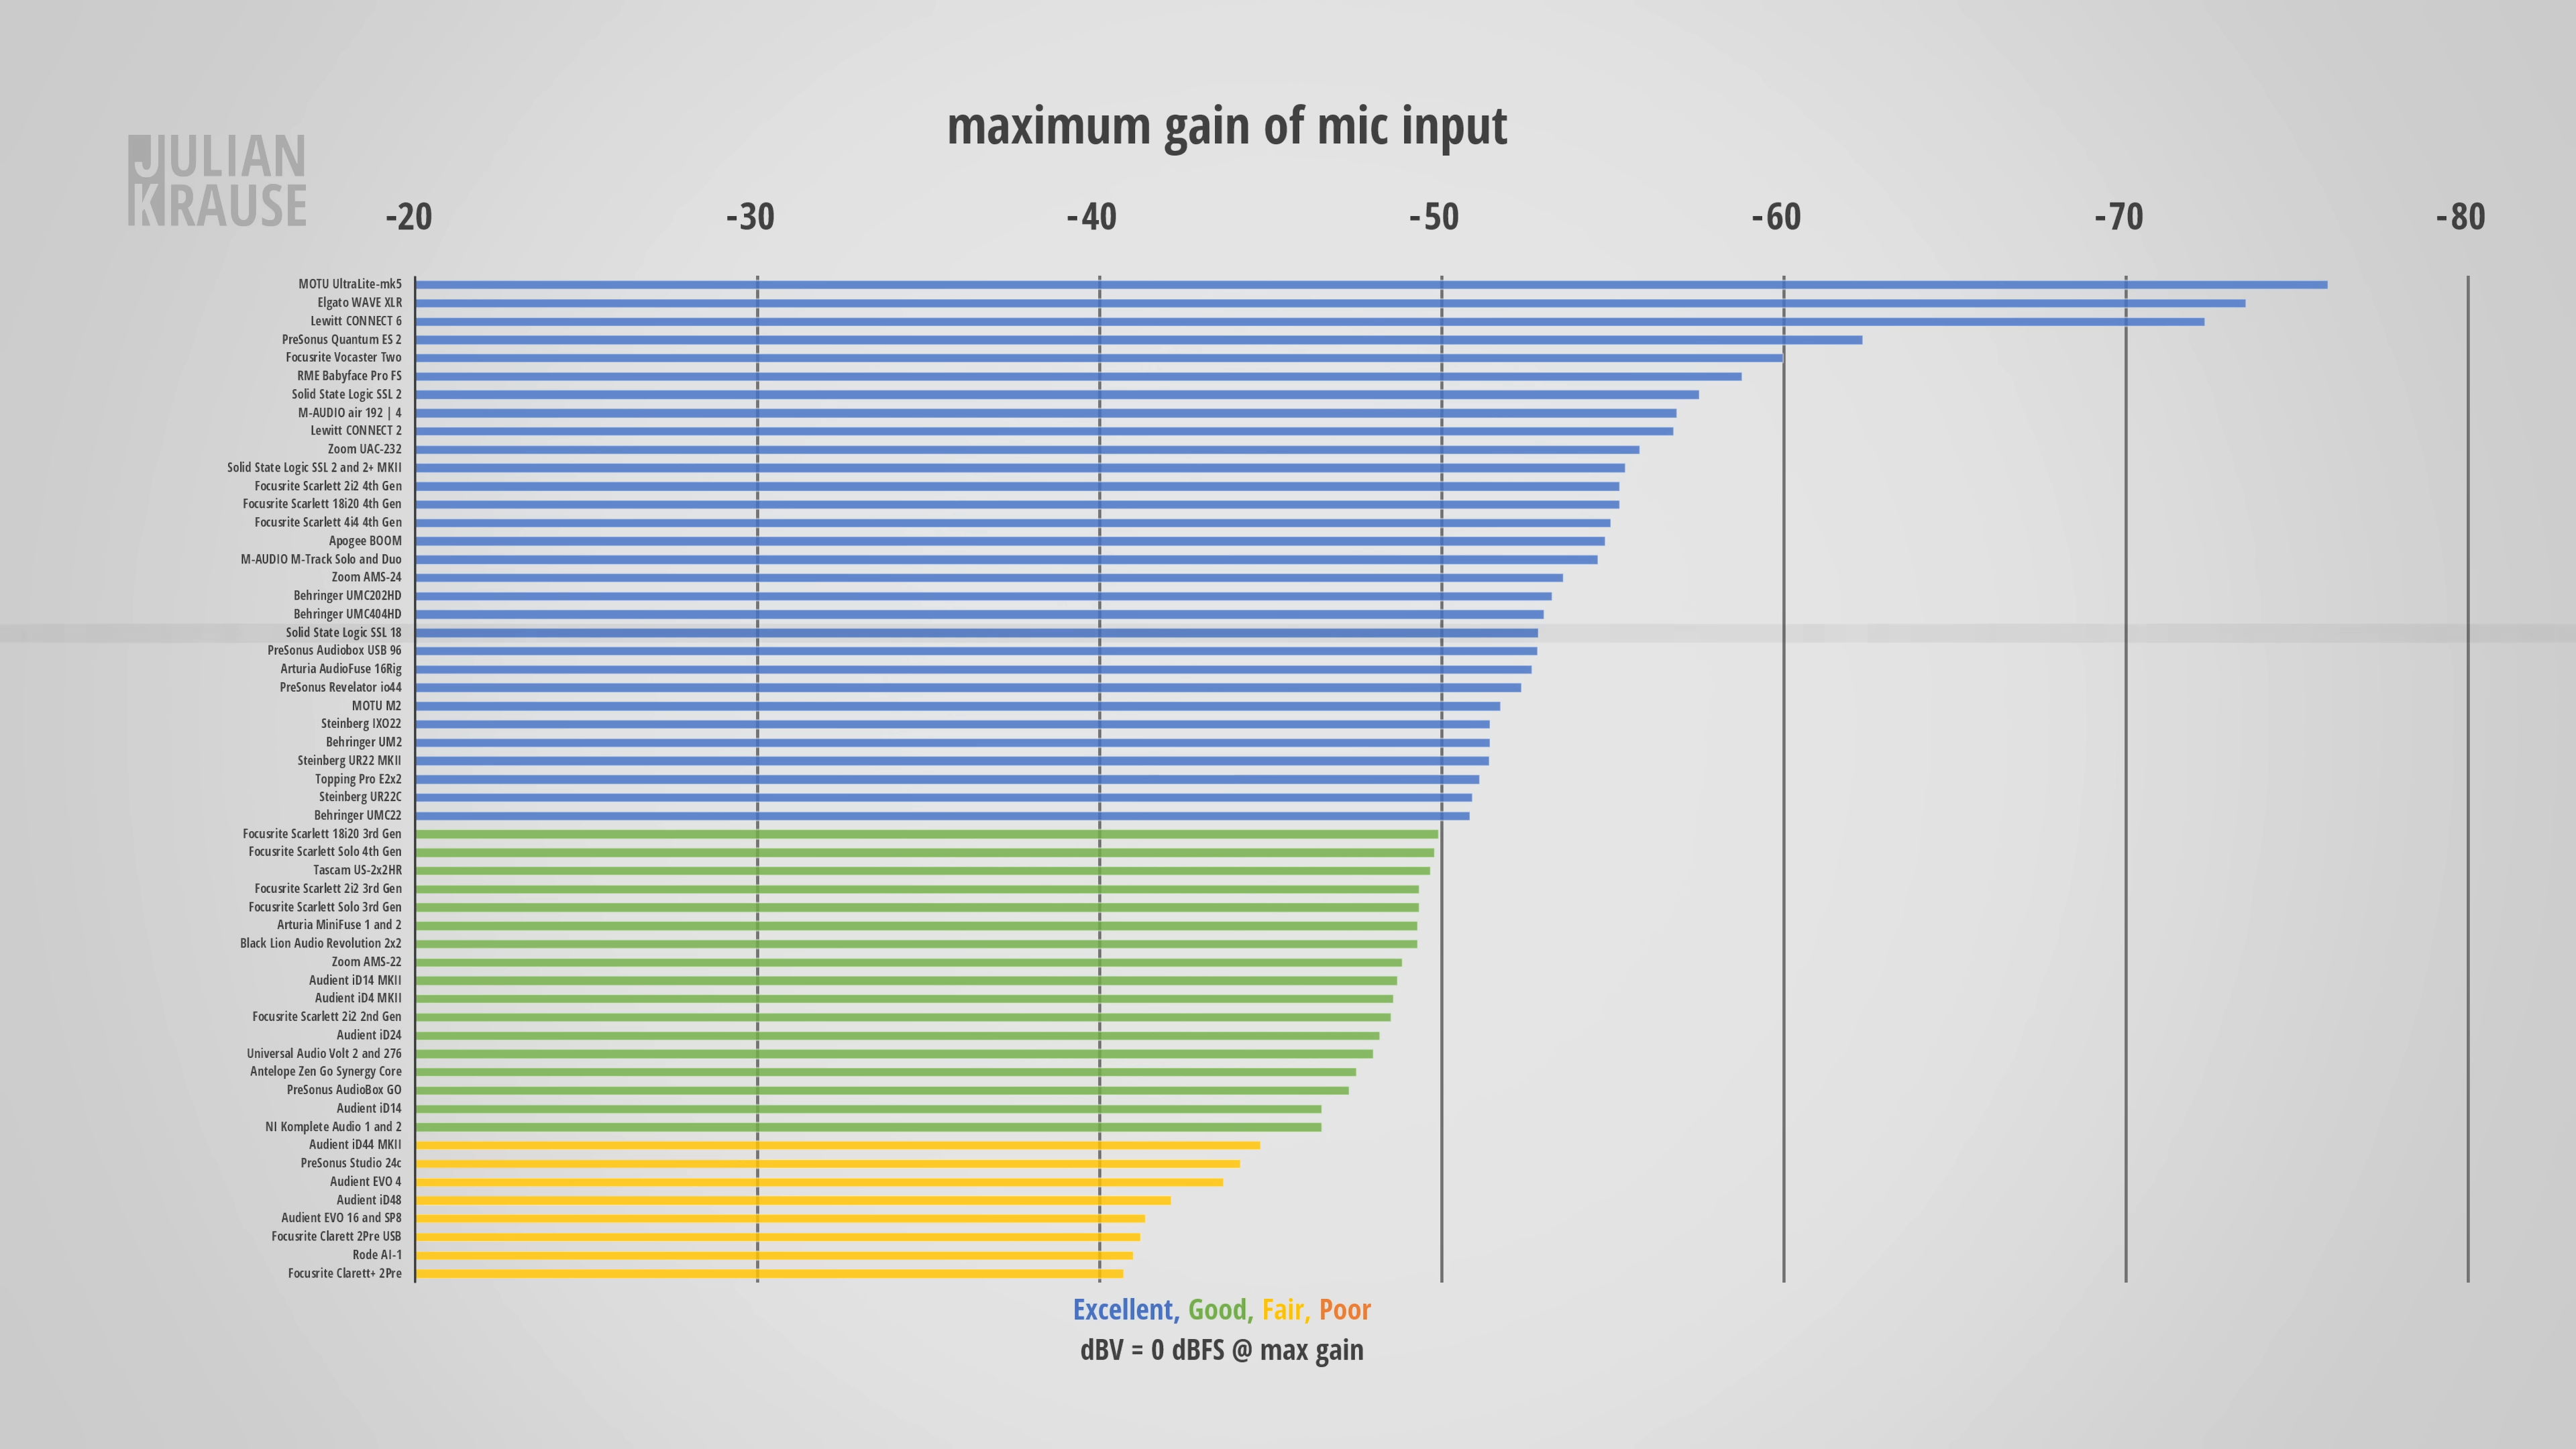 maximum gain of mic input
JULIAN
KRAUSE
-20 -30 -40 -50 -60 -70 -80
MOTU UltraLite-mk5
Elgato WAVE XLR
Lewitt CONNECT 6
PreSonus Quantum ES 2
Focusrite Vocaster Two
RME Babyface Pro FS
Solid State Logic SSL 2
M-AUDIO air 192 | 4
Lewitt CONNECT 2
Zoom UAC-232
Solid State Logic SSL 2 and 2+ MKII
Focusrite Scarlett 2i2 4th Gen
Focusrite Scarlett 18i20 4th Gen
Focusrite Scarlett 4i4 4th Gen
Apogee BOOM
M-AUDIO M-Track Solo and Duo
Zoom AMS-24
Behringer UMC202HD
Behringer UMC404HD
Solid State Logic SSL 18
PreSonus Audiobox USB 96
Arturia AudioFuse 16Rig
PreSonus Revelator io44
MOTU M2
Steinberg IXO22
Behringer UM2
Steinberg UR22 MKII
Topping Pro E2x2
Steinberg UR22C
Behringer UMC22
Focusrite Scarlett 18i20 3rd Gen
Focusrite Scarlett Solo 4th Gen
Tascam US-2x2HR
Focusrite Scarlett 2i2 3rd Gen
Focusrite Scarlett Solo 3rd Gen
Arturia MiniFuse 1 and 2
Black Lion Audio Revolution 2x2
Zoom AMS-22
Audient iD14 MKII
Audient iD4 MKII
Focusrite Scarlett 2i2 2nd Gen
Audient iD24
Universal Audio Volt 2 and 276
Antelope Zen Go Synergy Core
PreSonus AudioBox GO
Audient iD14
NI Komplete Audio 1 and 2
Audient iD44 MKII
PreSonus Studio 24c
Audient EVO 4
Audient iD48
Audient EVO 16 and SP8
Focusrite Clarett 2Pre USB
Rode AI-1
Focusrite Clarett+ 2Pre
Excellent, Good, Fair, Poor
dBV = 0 dBFS @ max gain